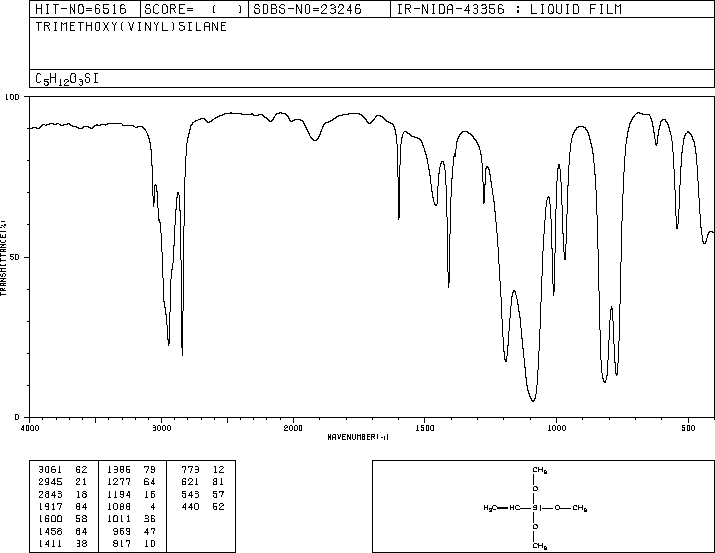 HIT-NO=6516 SCORE= ( ) SDBS-NO=23246 IR-NIDA-43356 : LIQUID FILM
TRIMETHOXY(VINYL)SILANE
C5H12O3SI
100
50
0
TRANSMITTANCE(%)
4000 3000 2000 1500 1000 500
WAVENUMBER(-1)
3061 62 1386 79 773 12
2945 21 1277 64 621 81
2843 18 1194 16 543 57
1917 84 1088 4 440 52
1600 58 1011 36
1458 64 969 47
1411 38 817 10
CH3
O
H2C HC SI O CH3
O
CH3